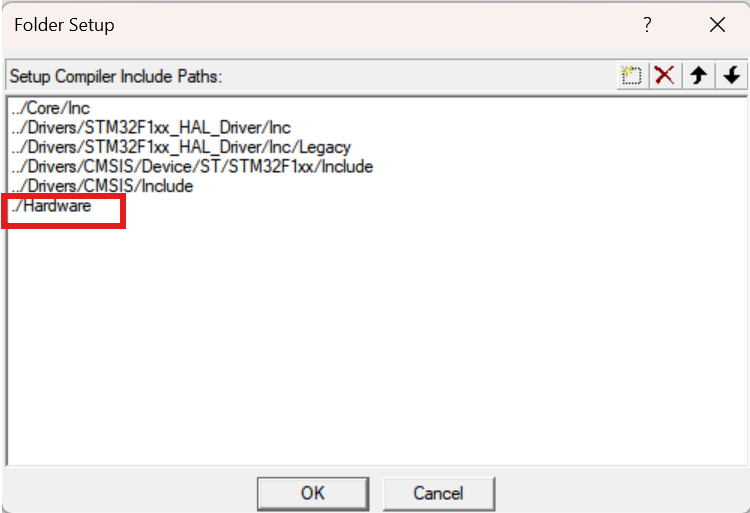 Folder Setup ?
Setup Compiler Include Paths:
../Core/Inc
../Drivers/STM32F1xx_HAL_Driver/Inc
../Drivers/STM32F1xx_HAL_Driver/Inc/Legacy
../Drivers/CMSIS/Device/ST/STM32F1xx/Include
../Drivers/CMSIS/Include
./Hardware
OK Cancel